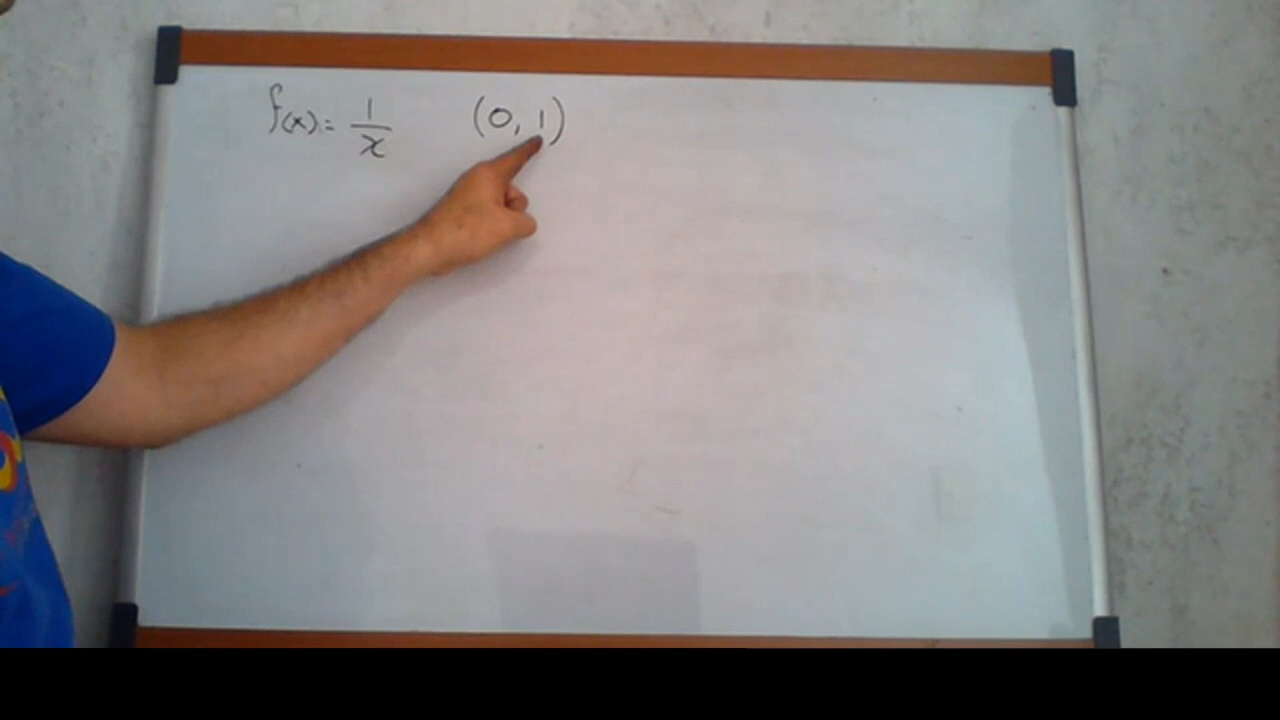 f(x) = 1/x (0, 1)